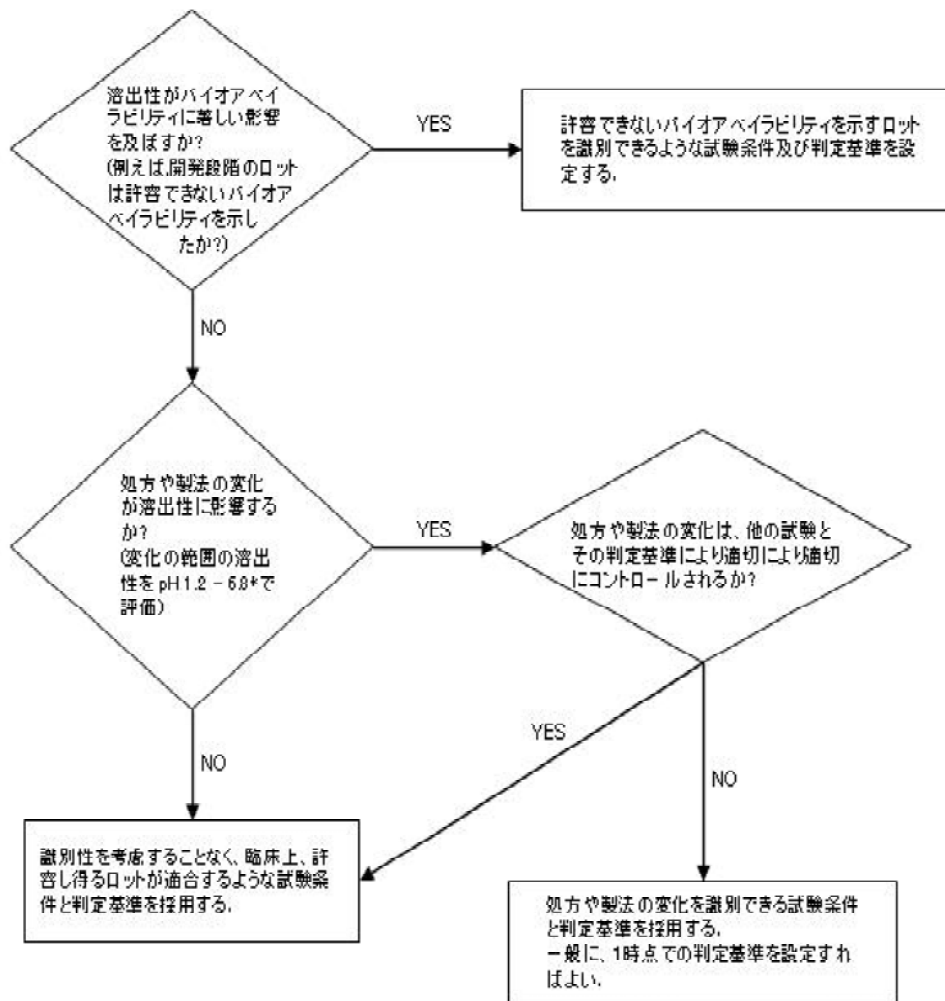 溶出性がバイオアベイ
ラビリティに著しい影響
を及ぼすか?
(例えば、開発段階のロット
は許容できないバイオア
ベイラビリティを示し
たか?)
YES
許容できないバイオアベイラビリティを示すロット
を識別できるような試験条件及び判定基準を設
定する.
NO
処方や製法の変化
が溶出性に影響する
か?
(変化の範囲の溶出
性を pH 1.2 - 6.8*で
評価)
YES
処方や製法の変化は、他の試験と
その判定基準により適切により適切
にコントロールされるか?
NO
YES
NO
識別性を考慮することなく、臨床上、許
容し得るロットが適合するような試験条
件と判定基準を採用する.
処方や製法の変化を識別できる試験条件
と判定基準を採用する.
一般に、1時点での判定基準を設定すれ
ばよい.